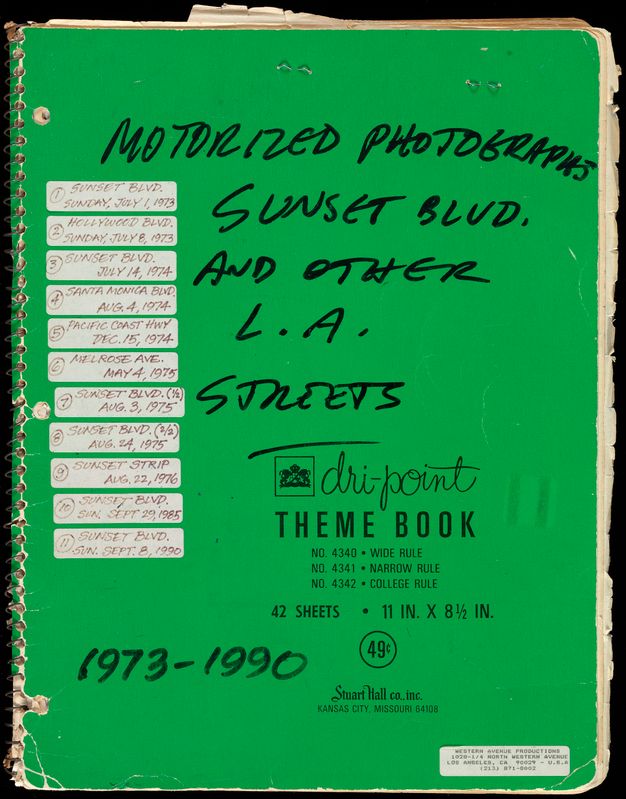 MOTORIZED PHOTOGRAPHS
SUNSET BLVD.
AND OTHER
L.A.
STREETS
① SUNSET BLVD.
SUNDAY, JULY 1, 1973
② HOLLYWOOD BLVD.
SUNDAY, JULY 8, 1973
③ SUNSET BLVD.
JULY 14, 1974
④ SANTA MONICA BLVD.
AUG. 4, 1974
⑤ PACIFIC COAST HWY
DEC. 15, 1974
⑥ MELROSE AVE.
MAY 4, 1975
⑦ SUNSET BLVD. (1/2)
AUG. 3, 1975
⑧ SUNSET BLVD. (2/2)
AUG. 24, 1975
⑨ SUNSET STRIP
AUG. 22, 1976
⑩ SUNSET BLVD.
SUN. SEPT 29, 1985
⑪ SUNSET BLVD.
SUN. SEPT. 8, 1990
dri-point
THEME BOOK
NO. 4340 • WIDE RULE
NO. 4341 • NARROW RULE
NO. 4342 • COLLEGE RULE
42 SHEETS • 11 IN. X 8½ IN.
49¢
1973-1990
Stuart Hall co., inc.
KANSAS CITY, MISSOURI 64108
WESTERN AVENUE PRODUCTIONS
1020-1/4 NORTH WESTERN AVENUE
LOS ANGELES, CA 90029 - U.S.A
(213) 871-0002